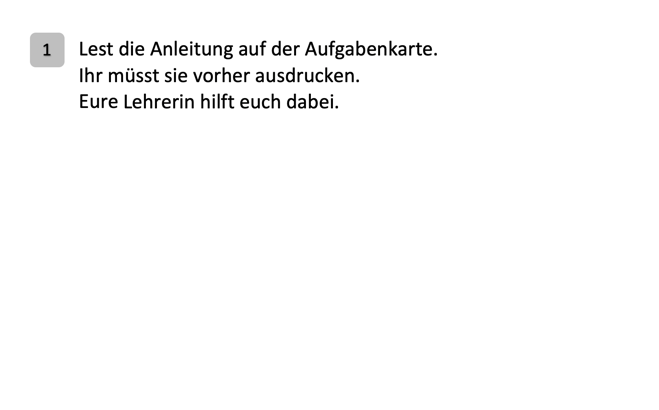 1 Lest die Anleitung auf der Aufgabenkarte.
Ihr müsst sie vorher ausdrucken.
Eure Lehrerin hilft euch dabei.